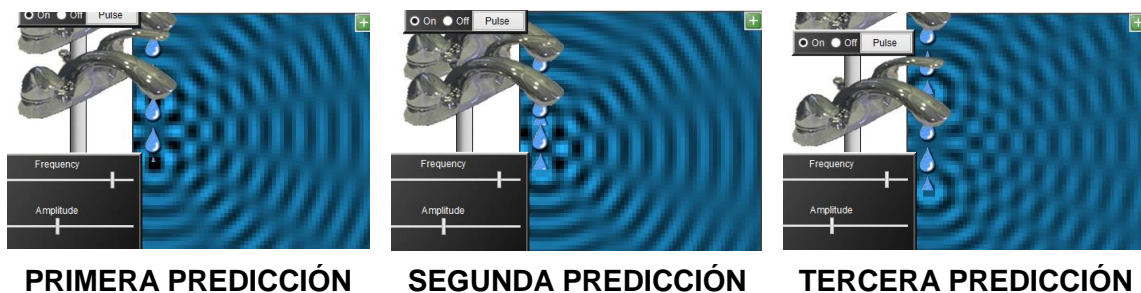 On Off Pulse
Frequency
Amplitude
PRIMERA PREDICCIÓN
On Off Pulse
Frequency
Amplitude
SEGUNDA PREDICCIÓN
On Off Pulse
Frequency
Amplitude
TERCERA PREDICCIÓN